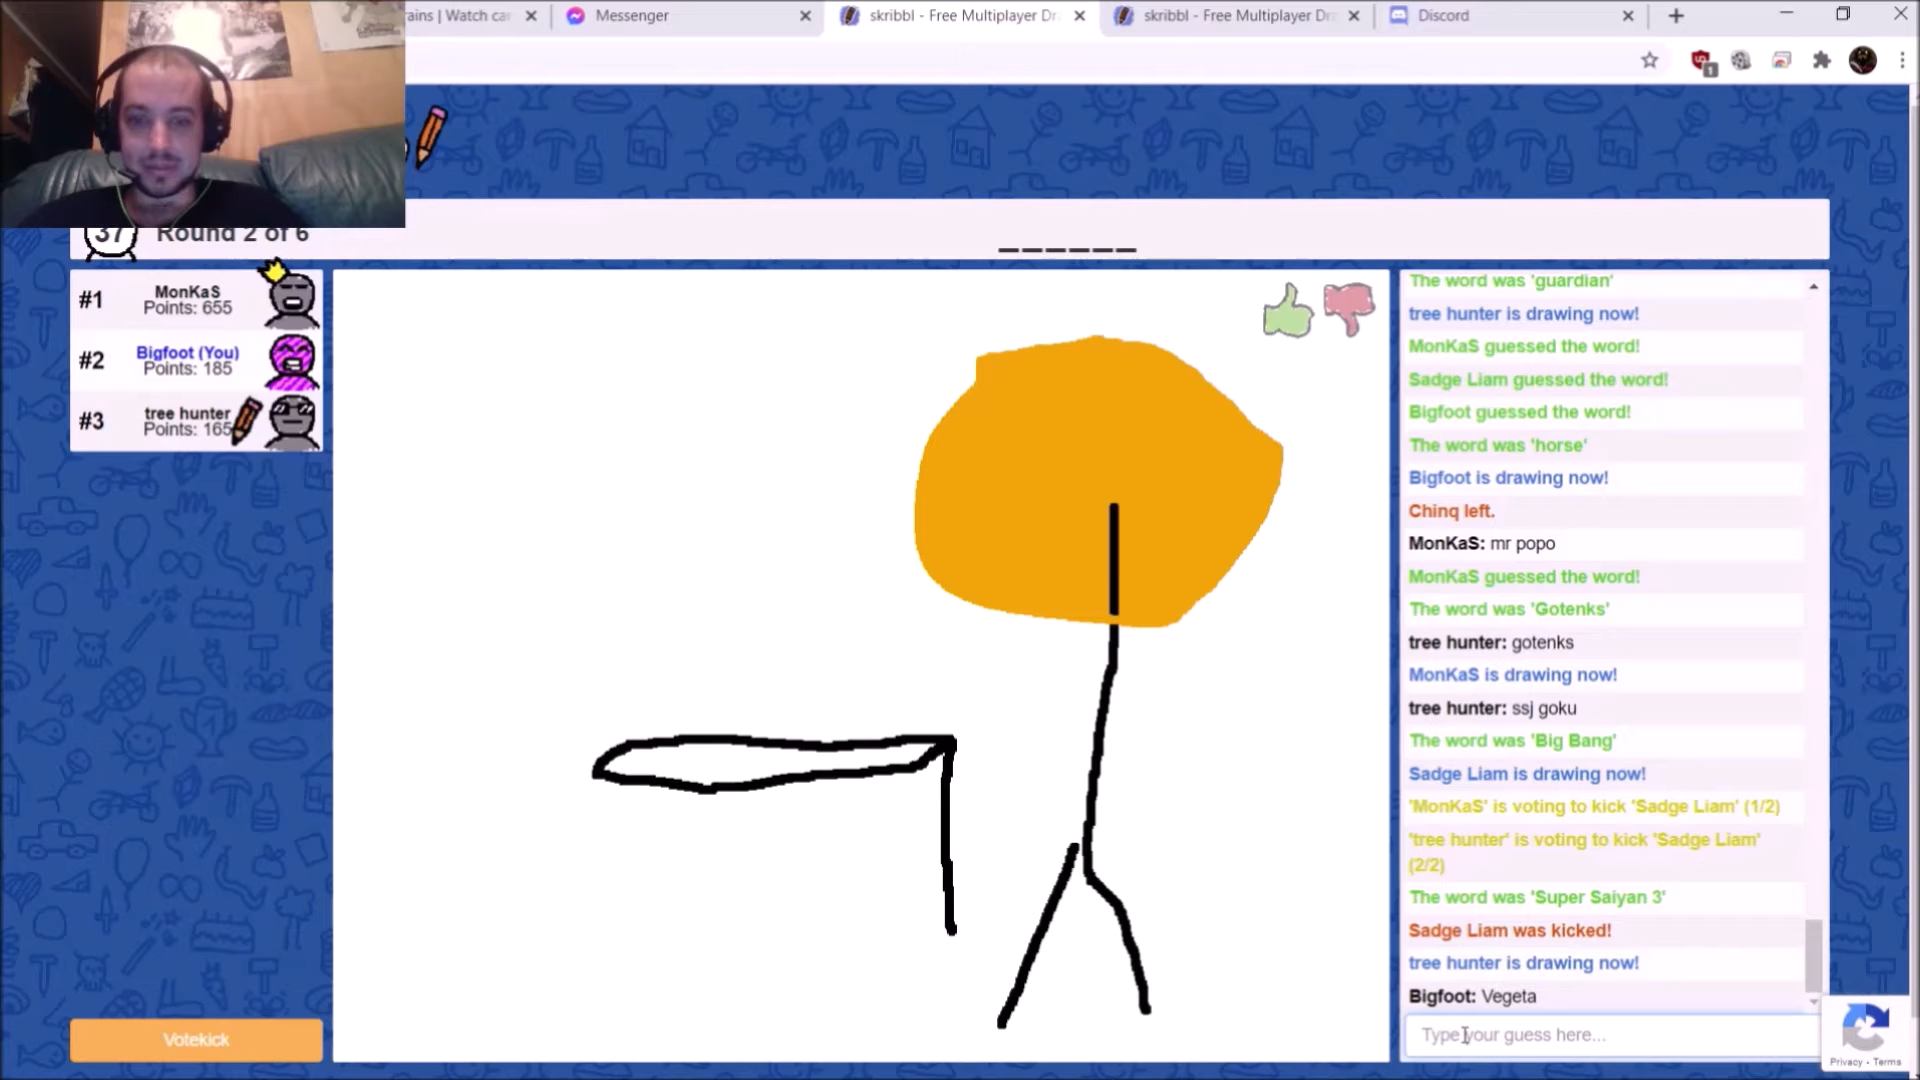 rains | Watch car
Messenger
skribbl - Free Multiplayer Dr
skribbl - Free Multiplayer Dr
Discord
1
37 Round 2 of 6
______
#1 MonKaS
Points: 655
#2 Bigfoot (You)
Points: 185
#3 tree hunter
Points: 165
Votekick
The word was 'guardian'
tree hunter is drawing now!
MonKaS guessed the word!
Sadge Liam guessed the word!
Bigfoot guessed the word!
The word was 'horse'
Bigfoot is drawing now!
Chinq left.
MonKaS: mr popo
MonKaS guessed the word!
The word was 'Gotenks'
tree hunter: gotenks
MonKaS is drawing now!
tree hunter: ssj goku
The word was 'Big Bang'
Sadge Liam is drawing now!
'MonKaS' is voting to kick 'Sadge Liam' (1/2)
'tree hunter' is voting to kick 'Sadge Liam'
(2/2)
The word was 'Super Saiyan 3'
Sadge Liam was kicked!
tree hunter is drawing now!
Bigfoot: Vegeta
Type your guess here...
Privacy - Terms